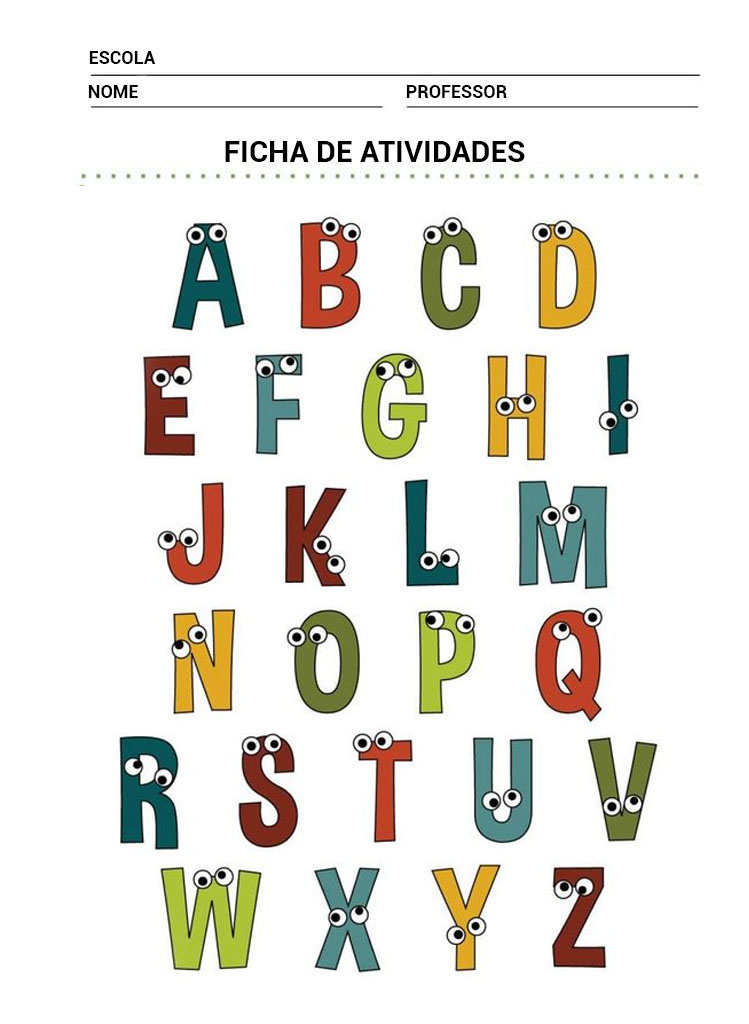 ESCOLA
NOME PROFESSOR
FICHA DE ATIVIDADES
A B C D
E F G H I
J K L M
N O P Q
R S T U V
W X Y Z